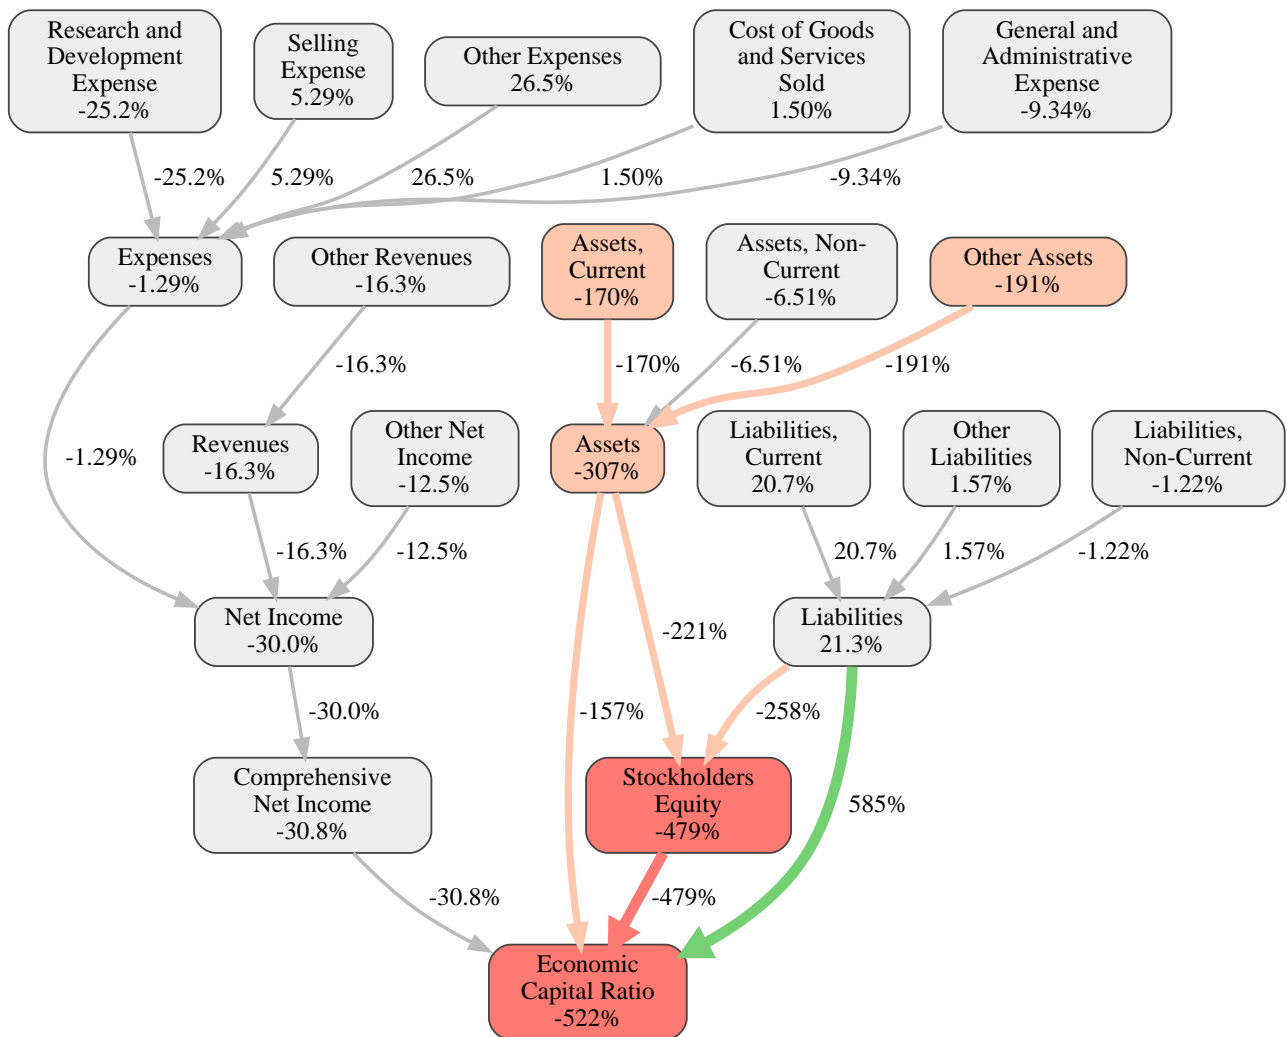 Research and
Development
Expense
-25.2%
Selling
Expense
5.29%
Other Expenses
26.5%
Cost of Goods
and Services
Sold
1.50%
General and
Administrative
Expense
-9.34%
-25.2%
5.29%
26.5%
1.50%
-9.34%
Expenses
-1.29%
Other Revenues
-16.3%
Assets,
Current
-170%
Assets, Non-
Current
-6.51%
Other Assets
-191%
-16.3%
-170%
-6.51%
-191%
-1.29%
Revenues
-16.3%
Other Net
Income
-12.5%
Assets
-307%
Liabilities,
Current
20.7%
Other
Liabilities
1.57%
Liabilities,
Non-Current
-1.22%
-16.3%
-12.5%
20.7%
1.57%
-1.22%
Net Income
-30.0%
-221%
Liabilities
21.3%
-30.0%
-157%
-258%
Comprehensive
Net Income
-30.8%
Stockholders
Equity
-479%
585%
-30.8%
-479%
Economic
Capital Ratio
-522%